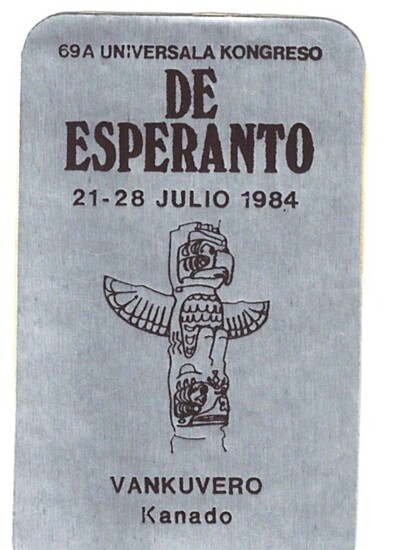 69A UNIVERSALA KONGRESO
DE
ESPERANTO
21-28 JULIO 1984
VANKUVERO
Kanado